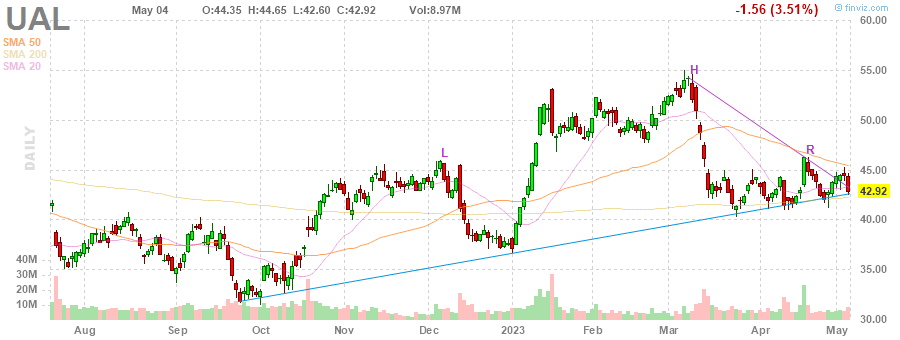 UAL May 04 O:44.35 H:44.65 L:42.60 C:42.92 Vol:8.97M -1.56 (3.51%) © finviz.com
SMA 50
SMA 200
SMA 20
DAILY
L
H
R
60.00
55.00
50.00
45.00
42.92
40.00
35.00
30.00
40M
30M
20M
10M
Aug Sep Oct Nov Dec 2023 Feb Mar Apr May